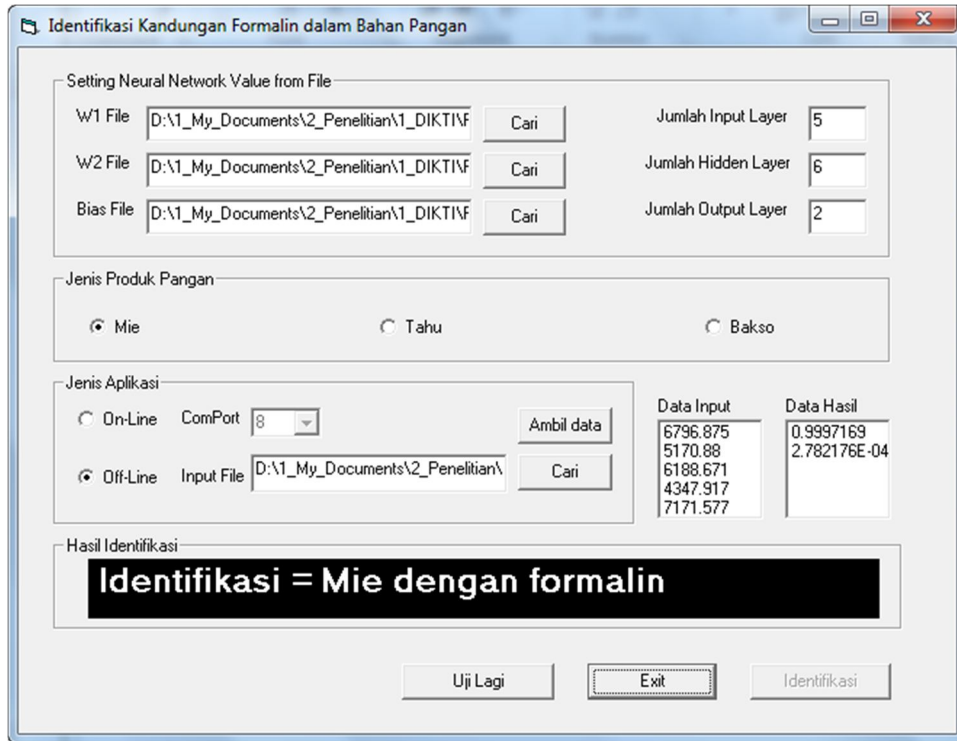 Identifikasi Kandungan Formalin dalam Bahan Pangan
Setting Neural Network Value from File
W1 File D:\1_My_Documents\2_Penelitian\1_DIKTI\F Cari Jumlah Input Layer 5
W2 File D:\1_My_Documents\2_Penelitian\1_DIKTI\F Cari Jumlah Hidden Layer 6
Bias File D:\1_My_Documents\2_Penelitian\1_DIKTI\F Cari Jumlah Output Layer 2
Jenis Produk Pangan
Mie Tahu Bakso
Jenis Aplikasi
On-Line ComPort 8 Ambil data
Off-Line Input File D:\1_My_Documents\2_Penelitian\ Cari
Data Input
6796.875
5170.88
6188.671
4347.917
7171.577
Data Hasil
0.9997169
2.782176E-04
Hasil Identifikasi
Identifikasi = Mie dengan formalin
Uji Lagi Exit Identifikasi